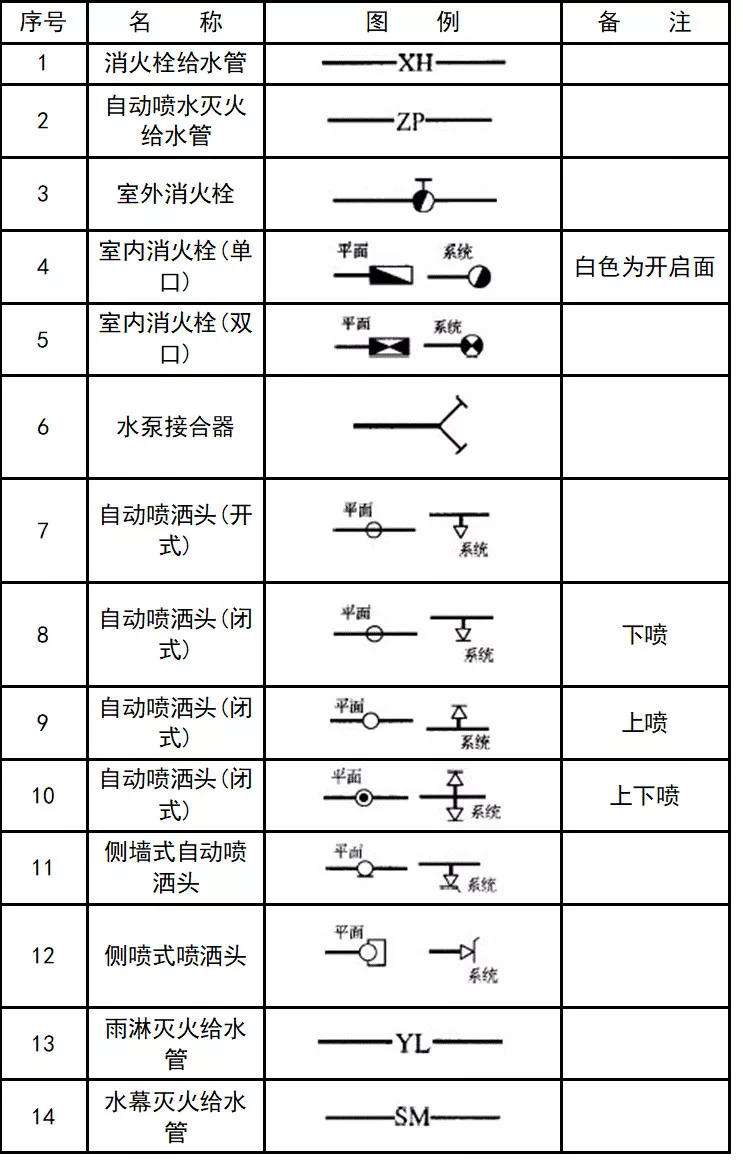 序号 名 称 图 例 备 注
1 消火栓给水管 XH
2 自动喷水灭火
给水管 ZP
3 室外消火栓
4 室内消火栓(单
口) 平面 系统 白色为开启面
5 室内消火栓(双
口) 平面 系统
6 水泵接合器
7 自动喷洒头(开
式) 平面 系统
8 自动喷洒头(闭
式) 平面 系统 下喷
9 自动喷洒头(闭
式) 平面 系统 上喷
10 自动喷洒头(闭
式) 平面 系统 上下喷
11 侧墙式自动喷
洒头 平面 系统
12 侧喷式喷洒头 平面 系统
13 雨淋灭火给水
管 YL
14 水幕灭火给水
管 SM